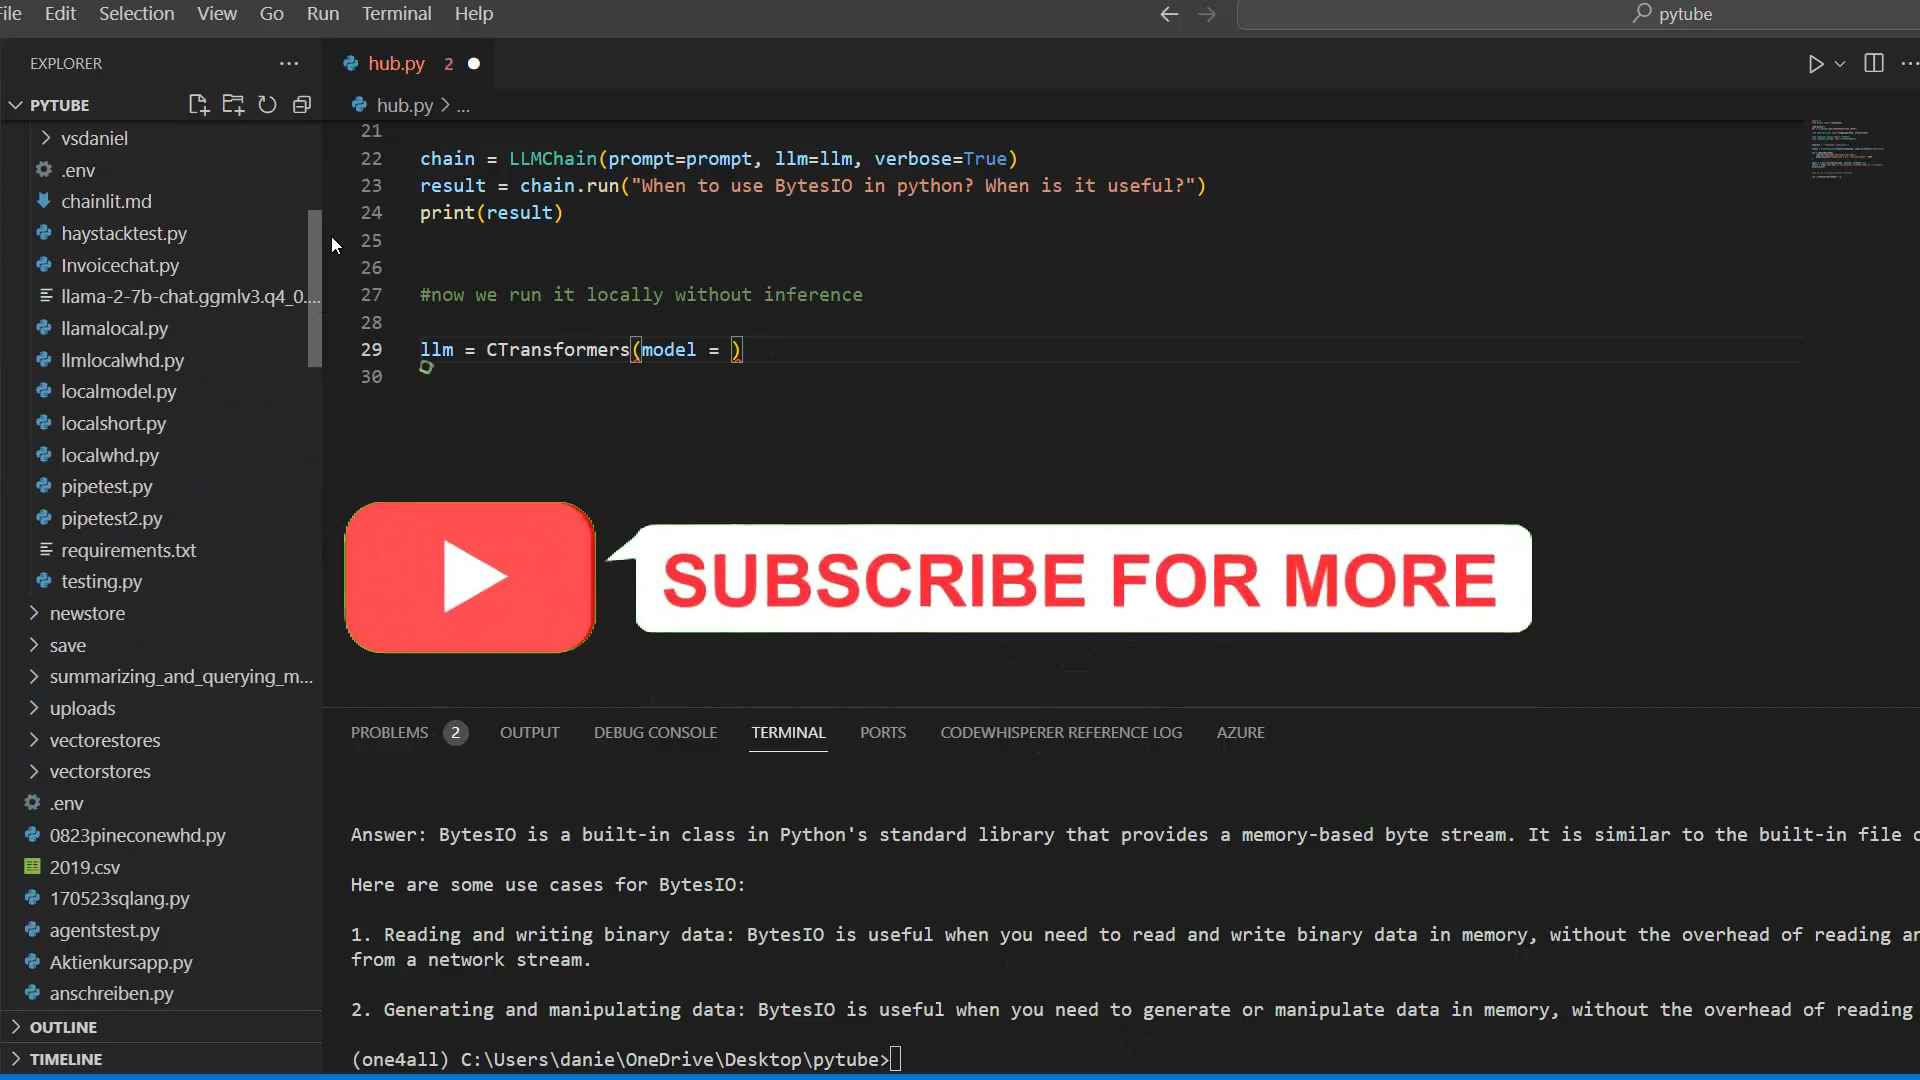 ile Edit Selection View Go Run Terminal Help
pytube
EXPLORER
hub.py 2
PYTUBE
hub.py > ...
vsdaniel
.env
chainlit.md
haystacktest.py
Invoicechat.py
llama-2-7b-chat.ggmlv3.q4_0....
llamalocal.py
llmlocalwhd.py
localmodel.py
localshort.py
localwhd.py
pipetest.py
pipetest2.py
requirements.txt
testing.py
newstore
save
summarizing_and_querying_m...
uploads
vectorestores
vectorstores
.env
0823pineconewhd.py
2019.csv
170523sqlang.py
agentstest.py
Aktienkursapp.py
anschreiben.py
OUTLINE
TIMELINE
21
22 chain = LLMChain(prompt=prompt, llm=llm, verbose=True)
23 result = chain.run("When to use BytesIO in python? When is it useful?")
24 print(result)
25
26
27 #now we run it locally without inference
28
29 llm = CTransformers(model = )
30
SUBSCRIBE FOR MORE
PROBLEMS 2 OUTPUT DEBUG CONSOLE TERMINAL PORTS CODEWHISPERER REFERENCE LOG AZURE
Answer: BytesIO is a built-in class in Python's standard library that provides a memory-based byte stream. It is similar to the built-in file
Here are some use cases for BytesIO:
1. Reading and writing binary data: BytesIO is useful when you need to read and write binary data in memory, without the overhead of reading
from a network stream.
2. Generating and manipulating data: BytesIO is useful when you need to generate or manipulate data in memory, without the overhead of reading
(one4all) C:\Users\danie\OneDrive\Desktop\pytube>